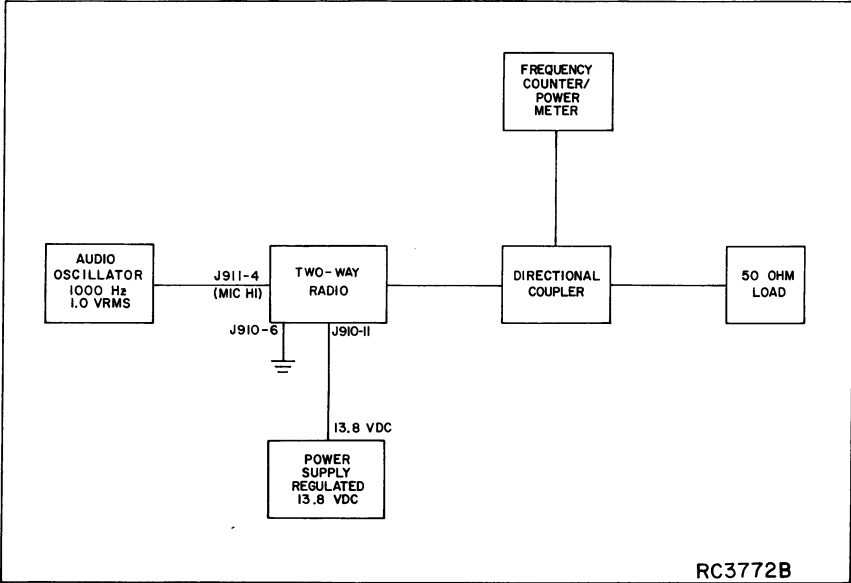 FREQUENCY
COUNTER/
POWER
METER
AUDIO
OSCILLATOR
1000 Hz
1.0 VRMS
J911-4
(MIC HI)
TWO-WAY
RADIO
DIRECTIONAL
COUPLER
50 OHM
LOAD
J910-6
J910-11
13.8 VDC
POWER
SUPPLY
REGULATED
13.8 VDC
RC3772B